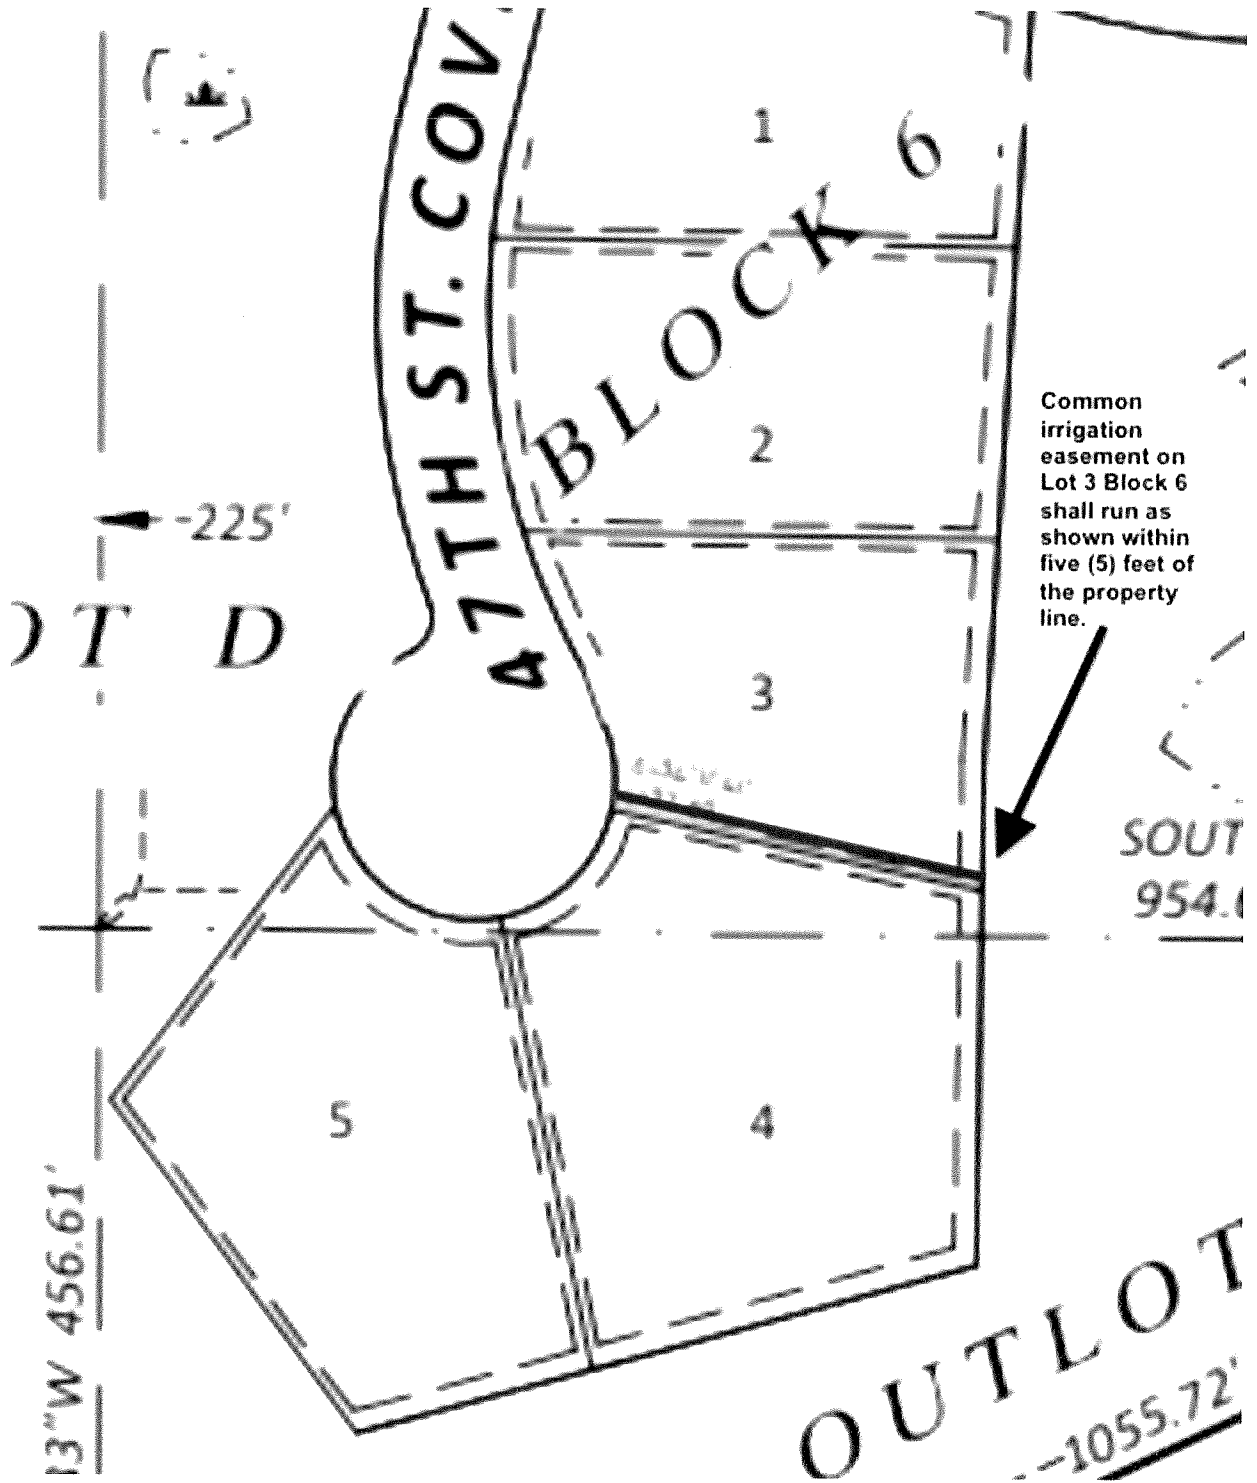 47TH ST. COV
1
BLOCK 6
2
Common
irrigation
easement on
Lot 3 Block 6
shall run as
shown within
five (5) feet of
the property
line.
-225'
OT D
3
SOUT
954.
5
4
456.61'
3"W
OUTLOT
--1055.72'